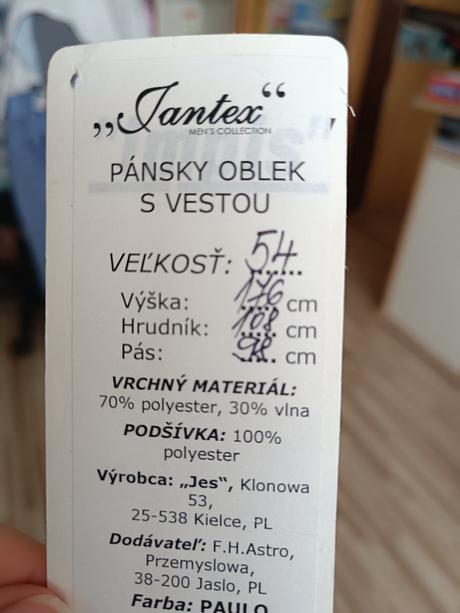 „Jantex“
MEN'S COLLECTION
PÁNSKY OBLEK
S VESTOU
VEĽKOSŤ: 54
Výška: 176 cm
Hrudník: 108 cm
Pás: 98 cm
VRCHNÝ MATERIÁL:
70% polyester, 30% vlna
PODŠÍVKA: 100%
polyester
Výrobca: „Jes“, Klonowa
53,
25-538 Kielce, PL
Dodávateľ: F.H.Astro,
Przemyslowa,
38-200 Jaslo, PL
Farba: PAULO